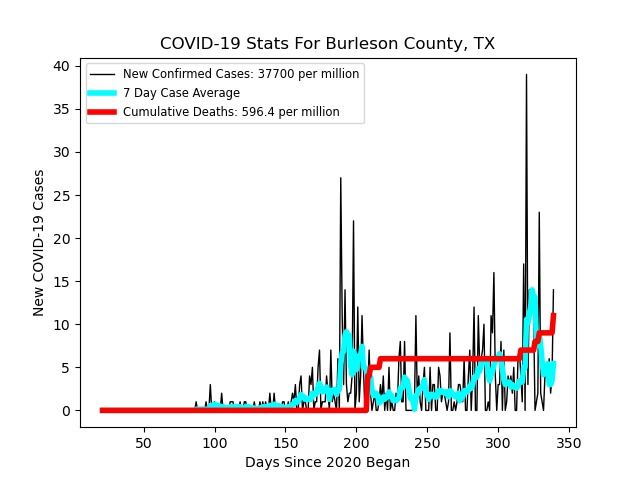 COVID-19 Stats For Burleson County, TX
New Confirmed Cases: 37700 per million
7 Day Case Average
Cumulative Deaths: 596.4 per million
New COVID-19 Cases
40
35
30
25
20
15
10
5
0
50
100
150
200
250
300
350
Days Since 2020 Began